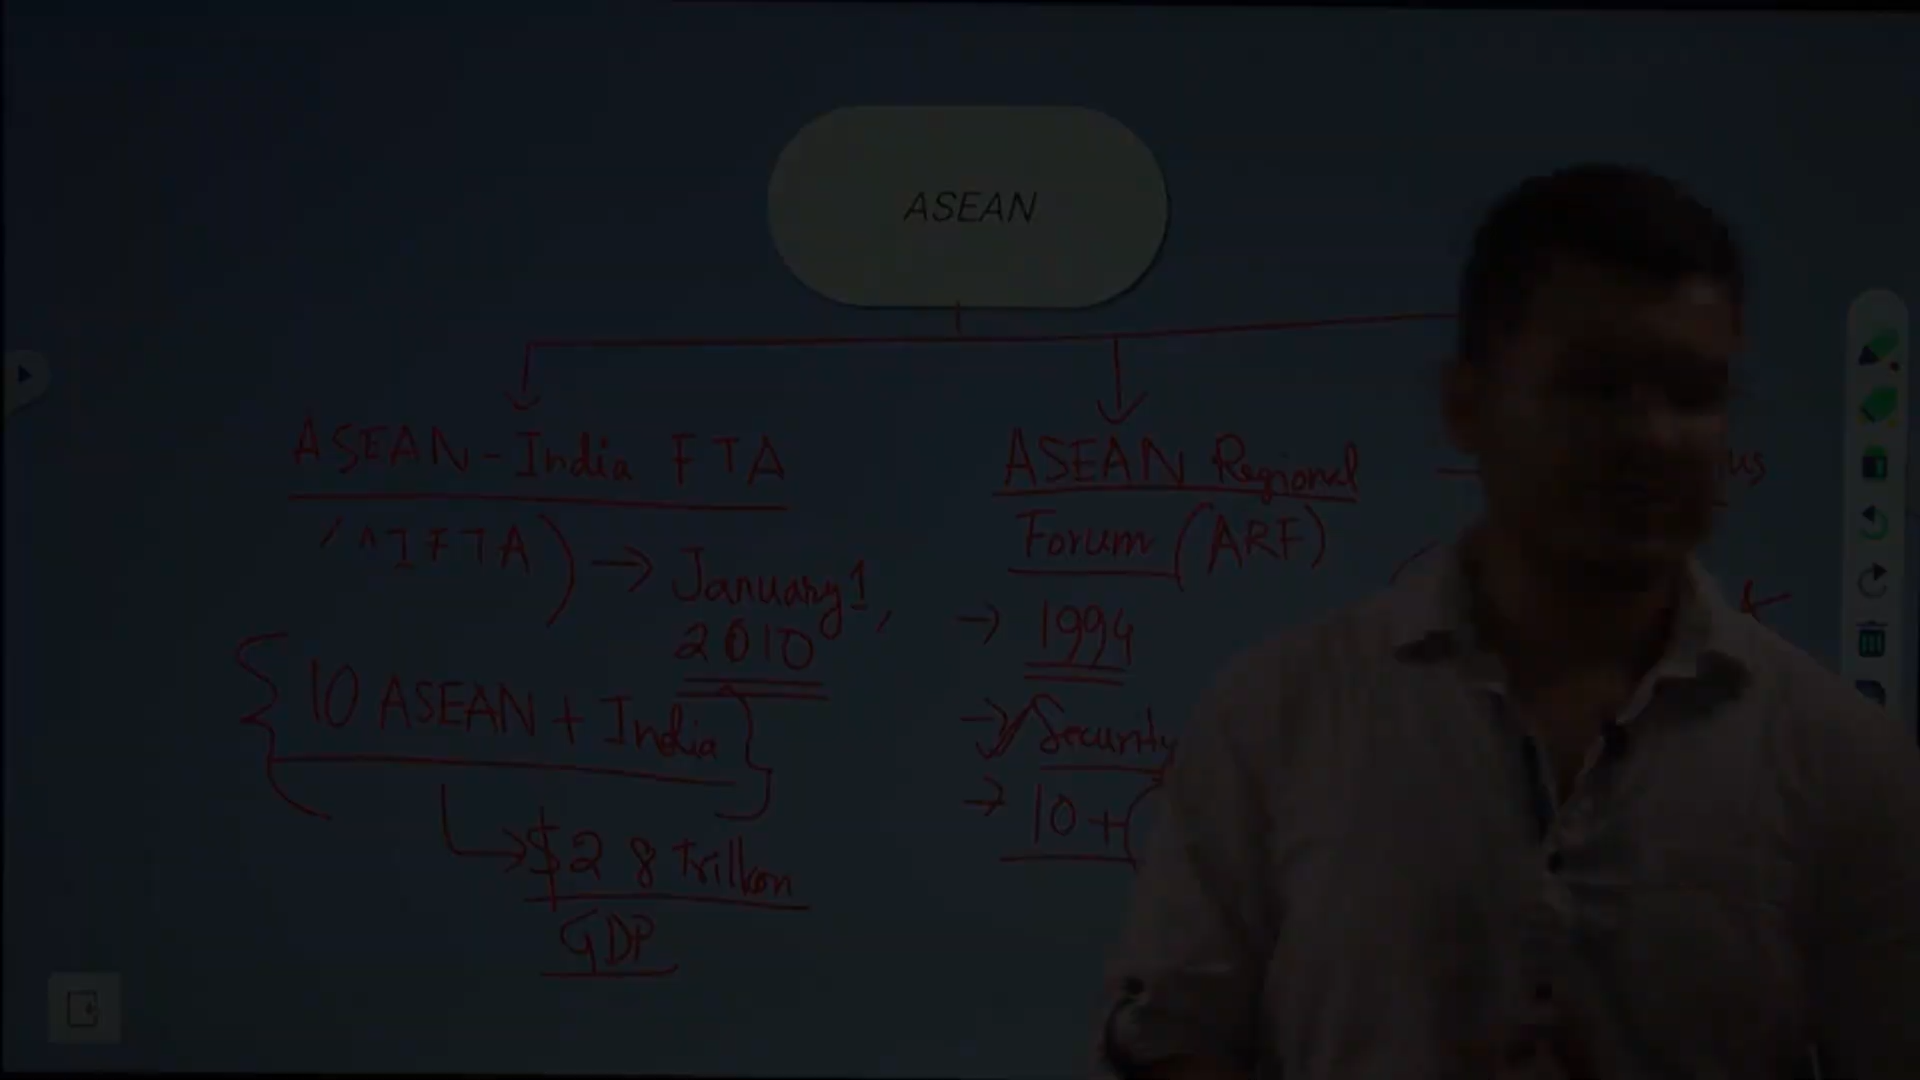 ASEAN
ASEAN-India FTA
(AIFTA) → January 1,
2010
{10 ASEAN + India}
→ $2 8 Trillion
GDP
ASEAN Regional
Forum (ARF)
→ 1994
→ Security
→ 10+(
us